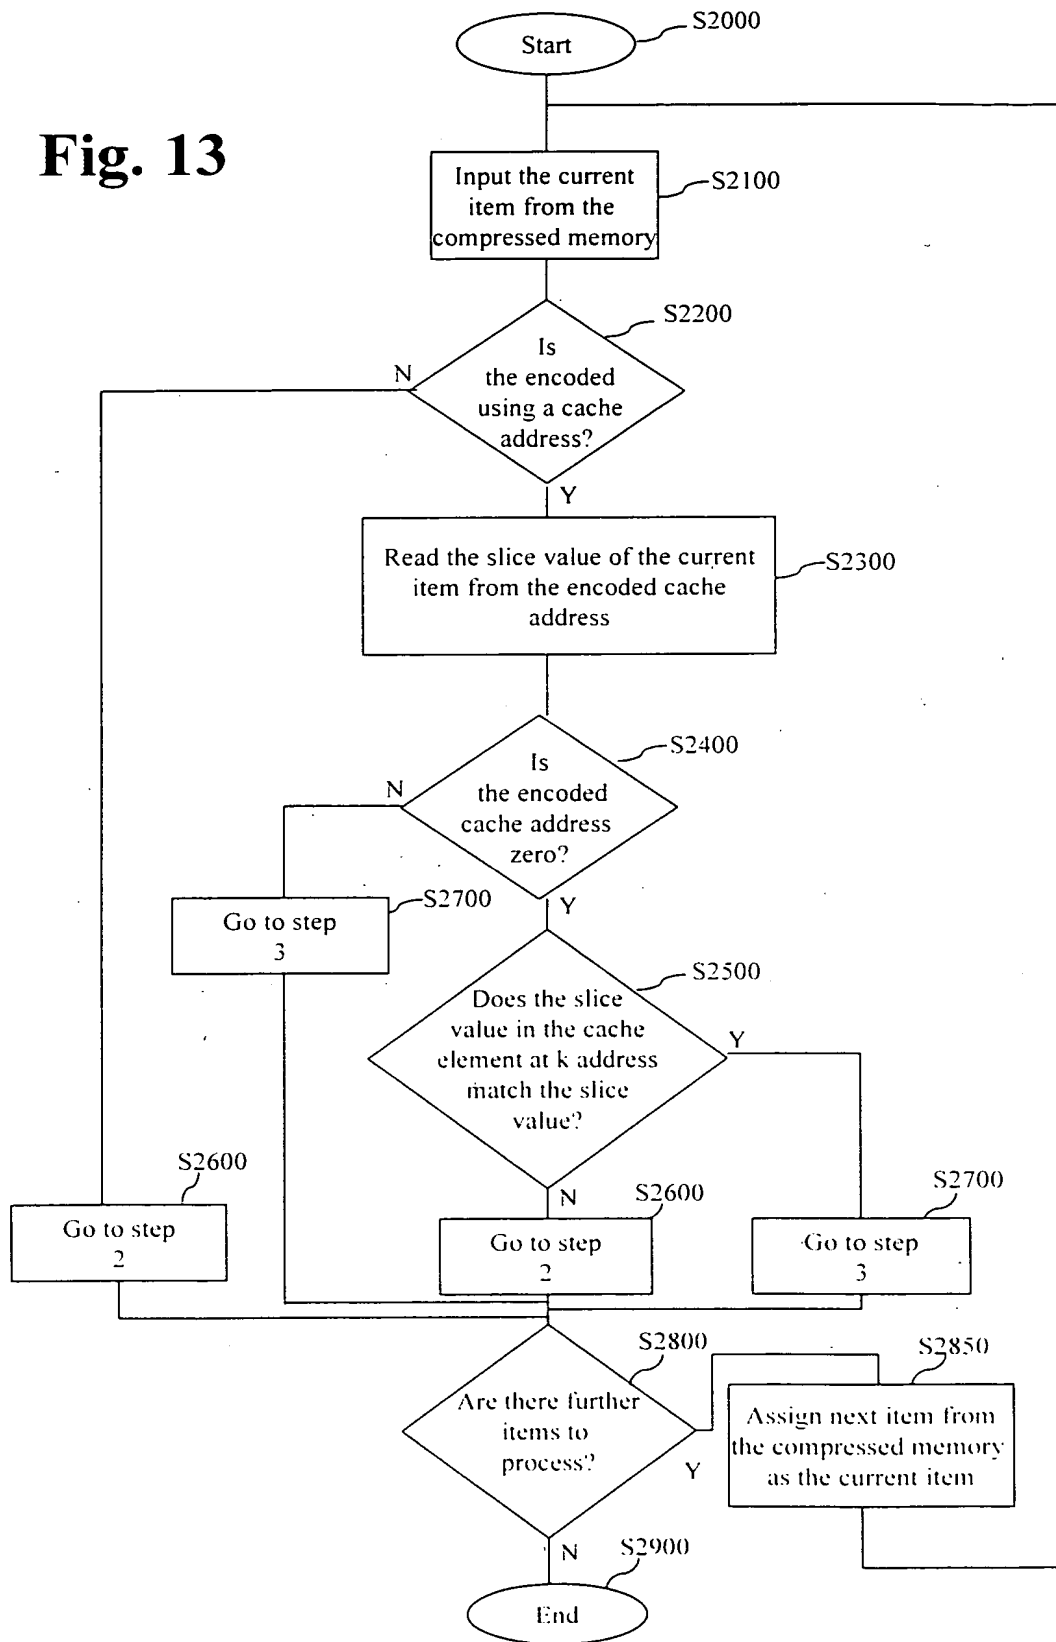 S2000
Start
Fig. 13
Input the current
item from the
compressed memory
S2100
S2200
Is
the encoded
using a cache
address?
N
Y
Read the slice value of the current
item from the encoded cache
address
S2300
S2400
Is
the encoded
cache address
zero?
N
Y
S2700
Go to step
3
S2500
Does the slice
value in the cache
element at k address
match the slice
value?
Y
N
S2600
Go to step
2
S2600
Go to step
2
S2700
Go to step
3
S2800
Are there further
items to
process?
Y
N
S2850
Assign next item from
the compressed memory
as the current item
S2900
End